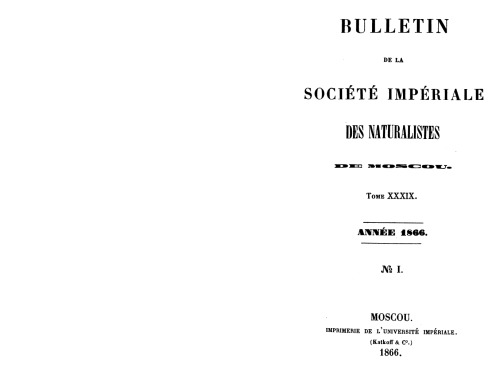 BULLETIN
DE LA
SOCIÉTÉ IMPÉRIALE
DES NATURALISTES
DE MOSCOU.
TOME XXXIX.
ANNÉE 1866.
№ I.
MOSCOU.
IMPRIMERIE DE L'UNIVERSITÉ IMPÉRIALE.
(Katkoff & Cº.)
1866.